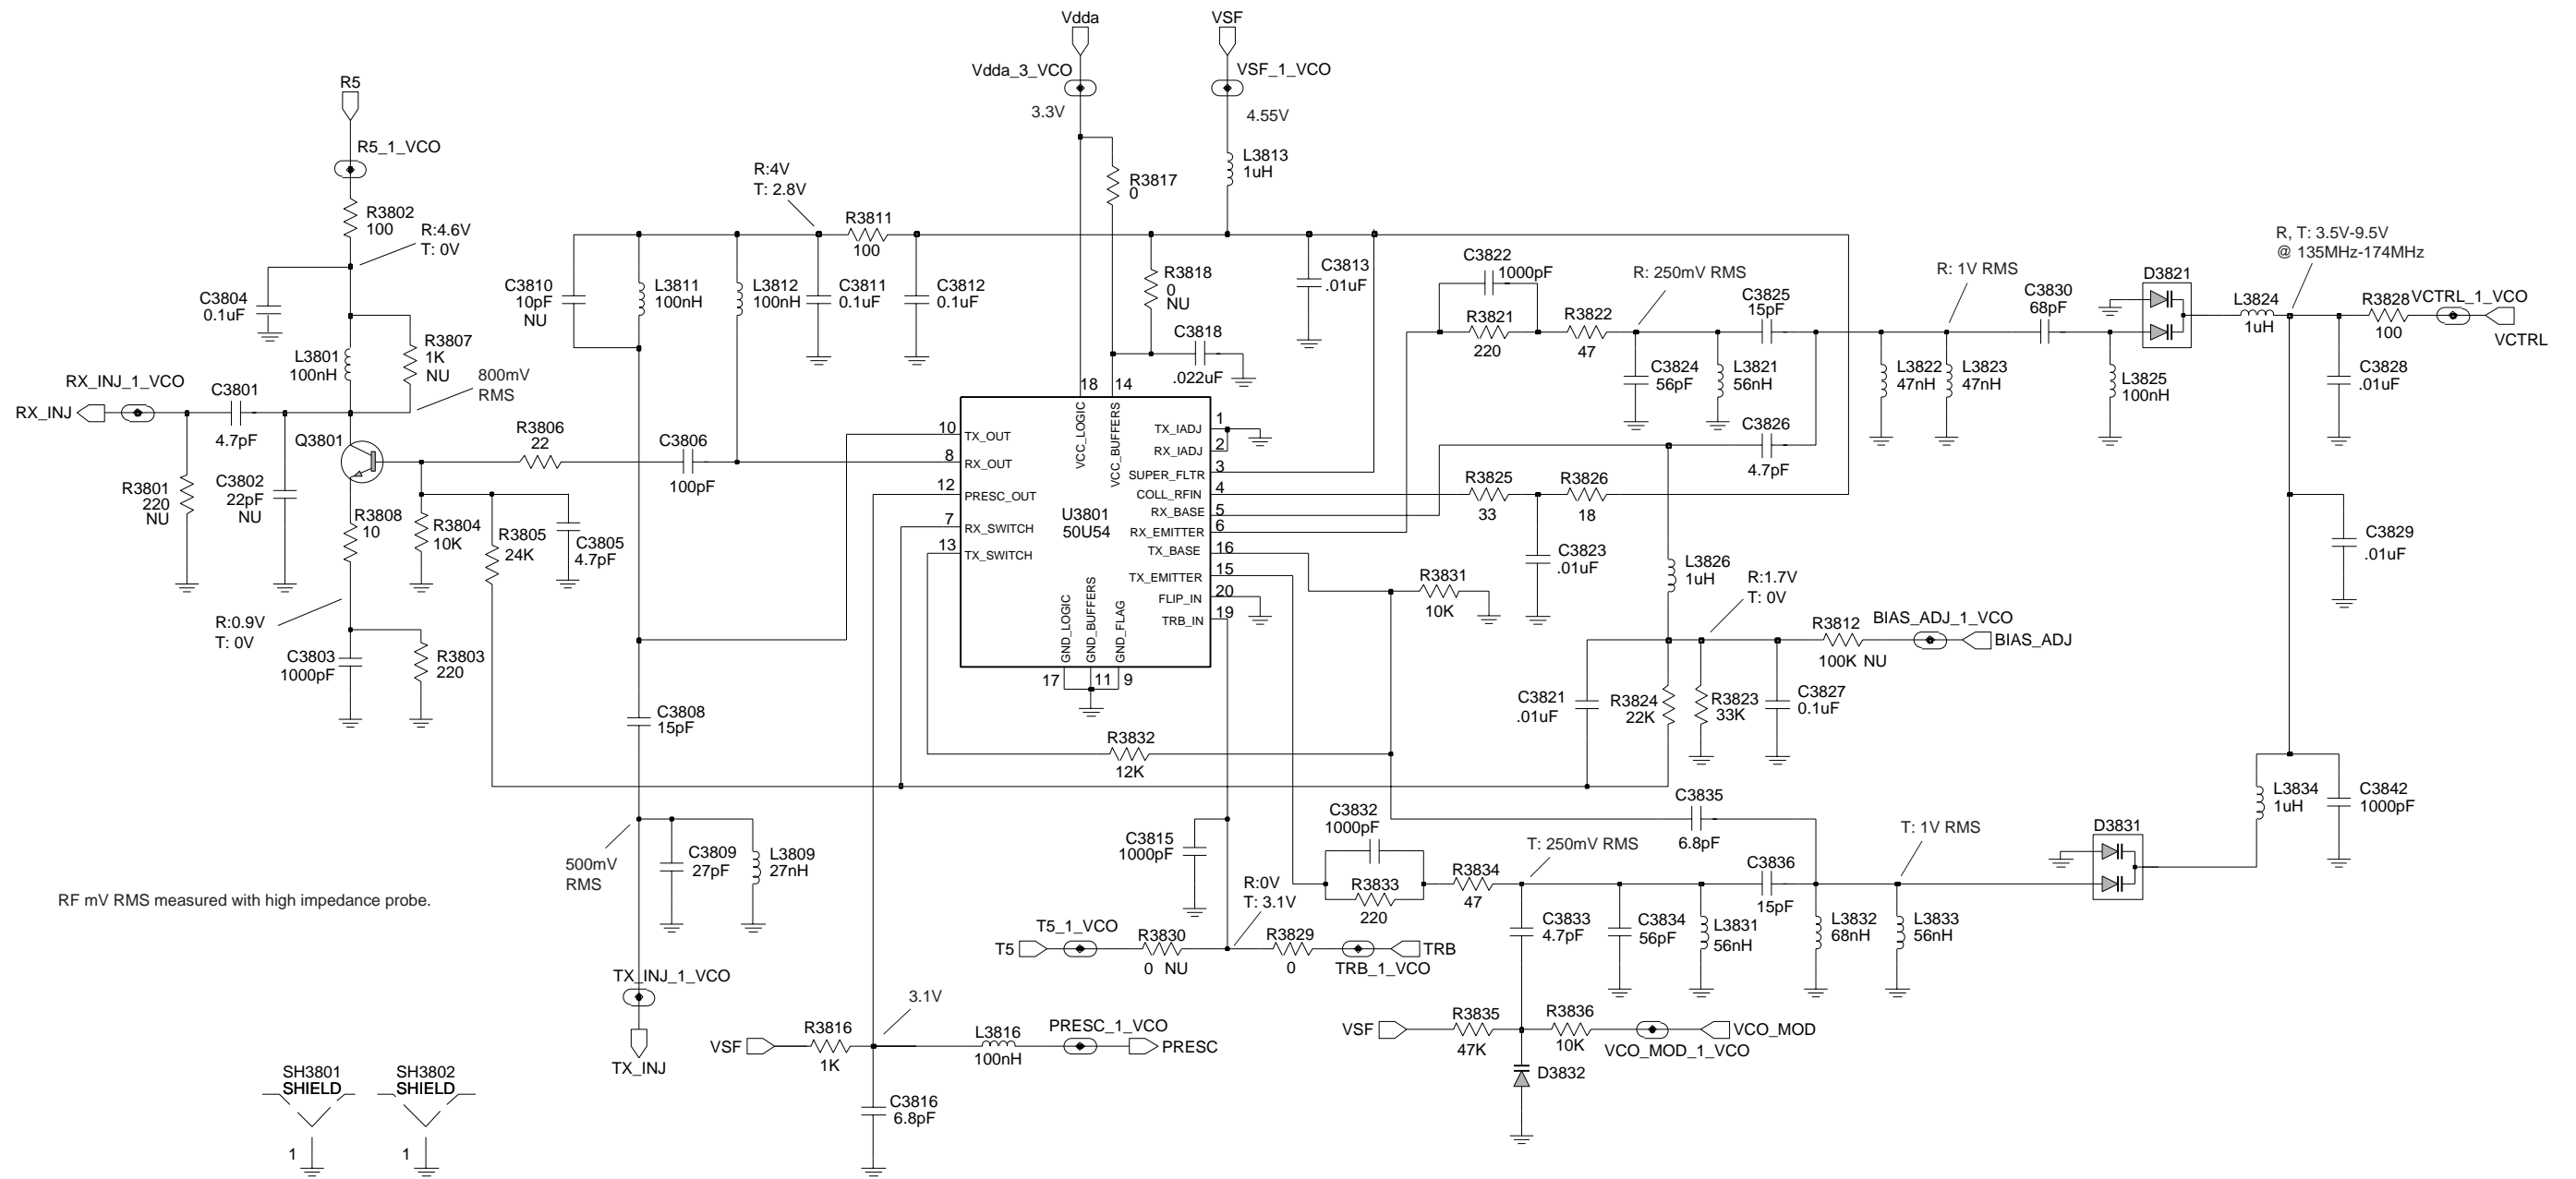 Vdda
VSF
Vdda_3_VCO
VSF_1_VCO
3.3V
4.55V
R5
R5_1_VCO
R3802
100
R:4.6V
T: 0V
C3804
0.1uF
L3801
100nH
R3807
1K
NU
800mV
RMS
RX_INJ_1_VCO
RX_INJ
C3801
4.7pF
Q3801
R3801
220
NU
C3802
22pF
NU
R3808
10
R3804
10K
R3805
24K
C3805
4.7pF
R3806
22
C3806
100pF
R:0.9V
T: 0V
C3803
1000pF
R3803
220
R:4V
T: 2.8V
R3811
100
C3810
10pF
NU
L3811
100nH
L3812
100nH
C3811
0.1uF
C3812
0.1uF
R3817
0
L3813
1uH
R3818
0
NU
C3818
.022uF
C3813
.01uF
18
14
VCC_LOGIC
VCC_BUFFERS
10
TX_OUT
8
RX_OUT
12
PRESC_OUT
7
RX_SWITCH
13
TX_SWITCH
U3801
50U54
TX_IADJ
1
RX_IADJ
2
SUPER_FLTR
3
COLL_RFIN
4
RX_BASE
5
RX_EMITTER
6
TX_BASE
16
TX_EMITTER
15
FLIP_IN
20
TRB_IN
19
GND_LOGIC
GND_BUFFERS
GND_FLAG
17
11
9
C3822
1000pF
R3821
220
R3822
47
R: 250mV RMS
C3825
15pF
C3824
56pF
L3821
56nH
C3826
4.7pF
R: 1V RMS
L3822
47nH
L3823
47nH
C3830
68pF
D3821
L3825
100nH
L3824
1uH
R, T: 3.5V-9.5V
@ 135MHz-174MHz
R3828
100
VCTRL_1_VCO
VCTRL
C3828
.01uF
C3829
.01uF
R3825
33
R3826
18
C3823
.01uF
R3831
10K
L3826
1uH
R:1.7V
T: 0V
R3812
100K NU
BIAS_ADJ_1_VCO
BIAS_ADJ
C3821
.01uF
R3824
22K
R3823
33K
C3827
0.1uF
C3808
15pF
R3832
12K
C3835
6.8pF
L3834
1uH
C3842
1000pF
D3831
500mV
RMS
C3809
27pF
L3809
27nH
C3815
1000pF
C3832
1000pF
R3833
220
R3834
47
T: 250mV RMS
C3836
15pF
T: 1V RMS
R:0V
T: 3.1V
C3833
4.7pF
C3834
56pF
L3831
56nH
L3832
68nH
L3833
56nH
RF mV RMS measured with high impedance probe.
T5
T5_1_VCO
R3830
0 NU
R3829
0
TRB_1_VCO
TRB
TX_INJ_1_VCO
TX_INJ
3.1V
VSF
R3816
1K
L3816
100nH
PRESC_1_VCO
PRESC
C3816
6.8pF
VSF
R3835
47K
R3836
10K
VCO_MOD
VCO_MOD_1_VCO
D3832
SH3801
SHIELD
1
SH3802
SHIELD
1